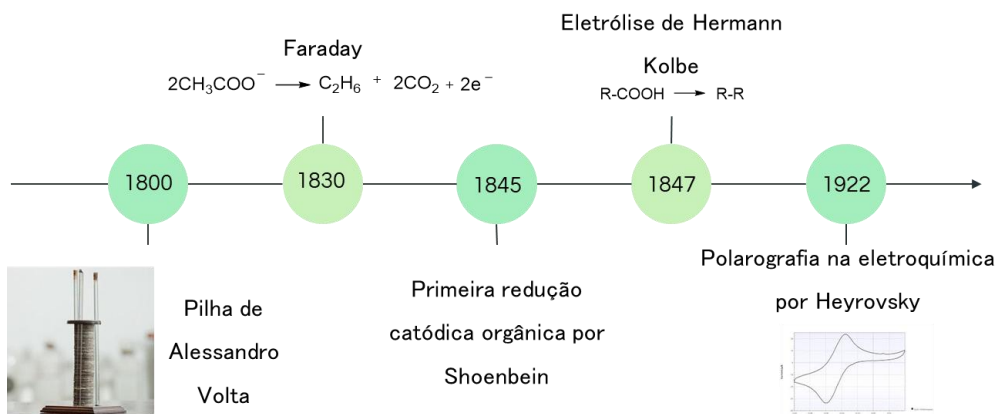 Eletrólise de Hermann
Kolbe
R-COOH → R-R
Faraday
2CH₃COO⁻ → C₂H₆ + 2CO₂ + 2e⁻
1800
1830
1845
1847
1922
Pilha de
Alessandro
Volta
Primeira redução
catódica orgânica por
Shoenbein
Polarografia na eletroquímica
por Heyrovsky